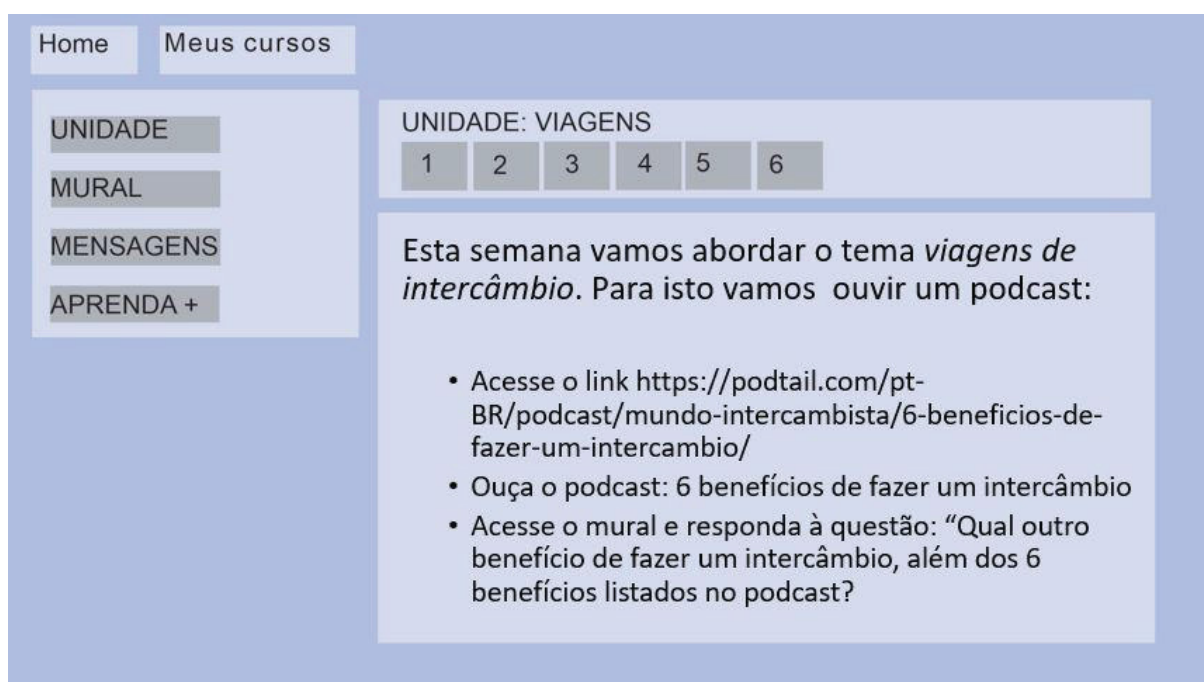 Home
Meus cursos
UNIDADE
MURAL
MENSAGENS
APRENDA +
UNIDADE: VIAGENS
1 2 3 4 5 6
Esta semana vamos abordar o tema viagens de
intercâmbio. Para isto vamos ouvir um podcast:
• Acesse o link https://podtail.com/pt-
BR/podcast/mundo-intercambista/6-beneficios-de-
fazer-um-intercambio/
• Ouça o podcast: 6 benefícios de fazer um intercâmbio
• Acesse o mural e responda à questão: “Qual outro
benefício de fazer um intercâmbio, além dos 6
benefícios listados no podcast?